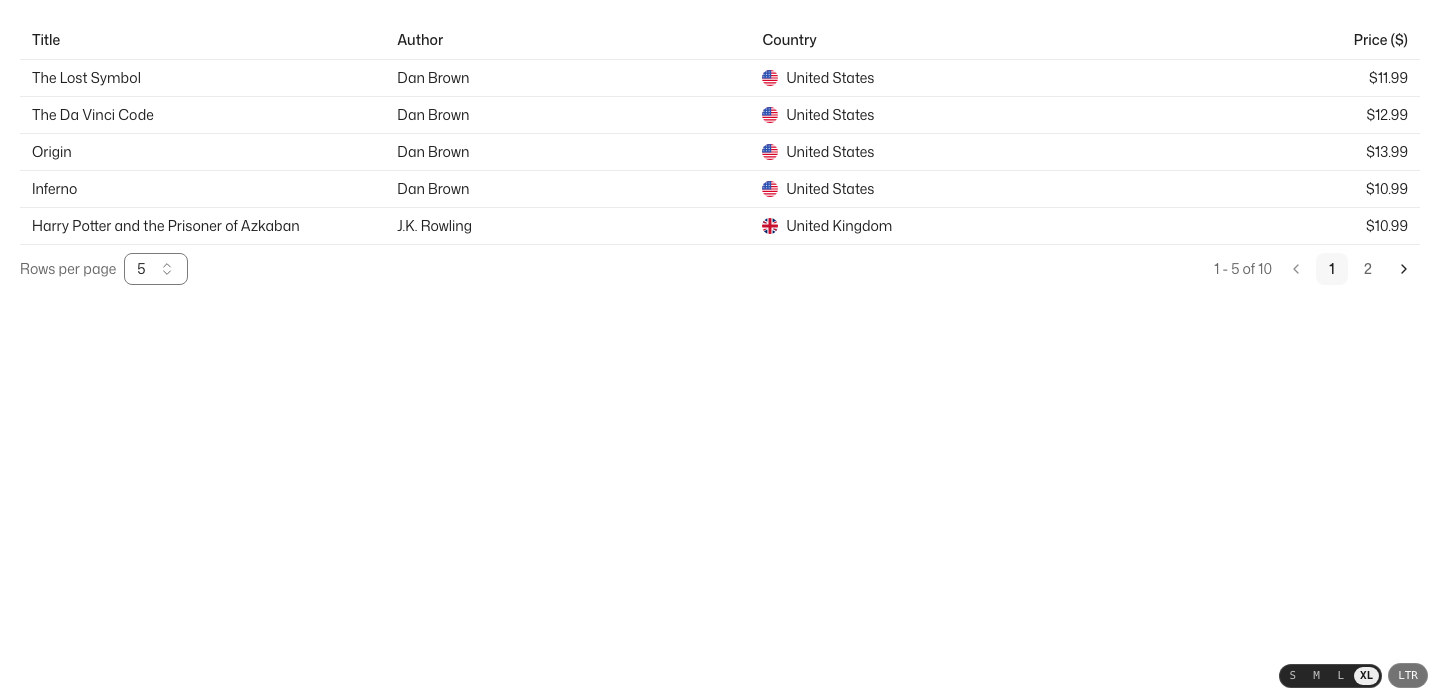 Title Author Country Price ($)
The Lost Symbol Dan Brown United States $11.99
The Da Vinci Code Dan Brown United States $12.99
Origin Dan Brown United States $13.99
Inferno Dan Brown United States $10.99
Harry Potter and the Prisoner of Azkaban J.K. Rowling United Kingdom $10.99
Rows per page 5 1 - 5 of 10 1 2
S M L XL LTR